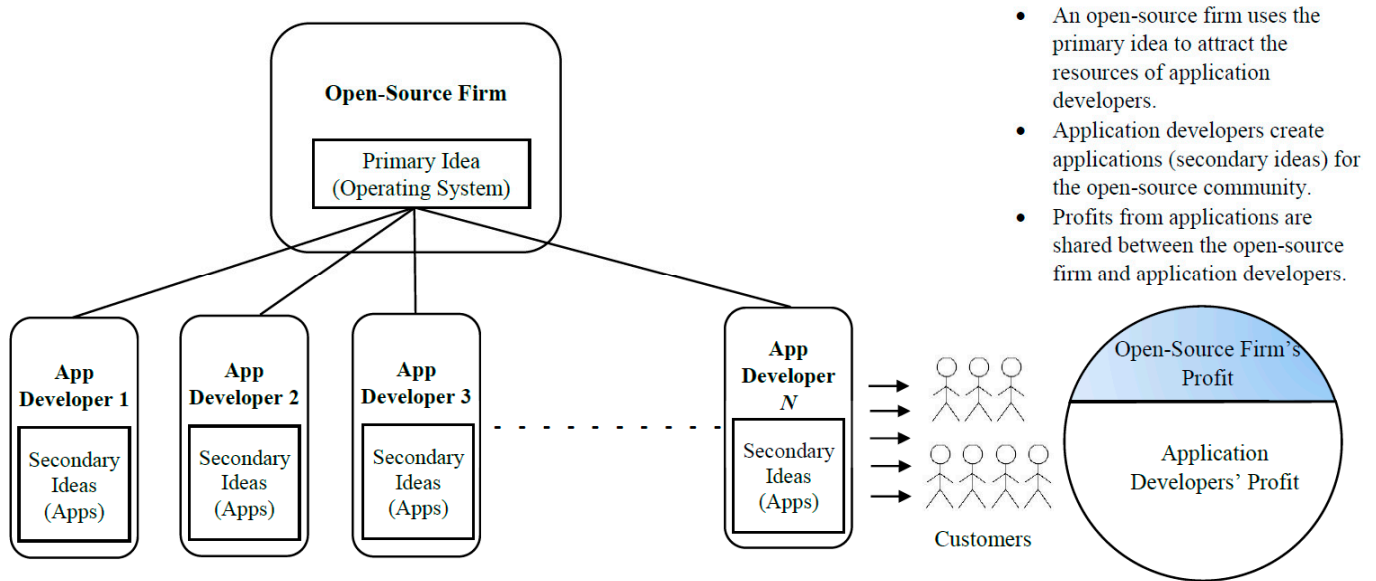 Open-Source Firm
Primary Idea
(Operating System)
• An open-source firm uses the
primary idea to attract the
resources of application
developers.
• Application developers create
applications (secondary ideas) for
the open-source community.
• Profits from applications are
shared between the open-source
firm and application developers.
App
Developer 1
Secondary
Ideas
(Apps)
App
Developer 2
Secondary
Ideas
(Apps)
App
Developer 3
Secondary
Ideas
(Apps)
App
Developer
N
Secondary
Ideas
(Apps)
Customers
Open-Source Firm's
Profit
Application
Developers' Profit